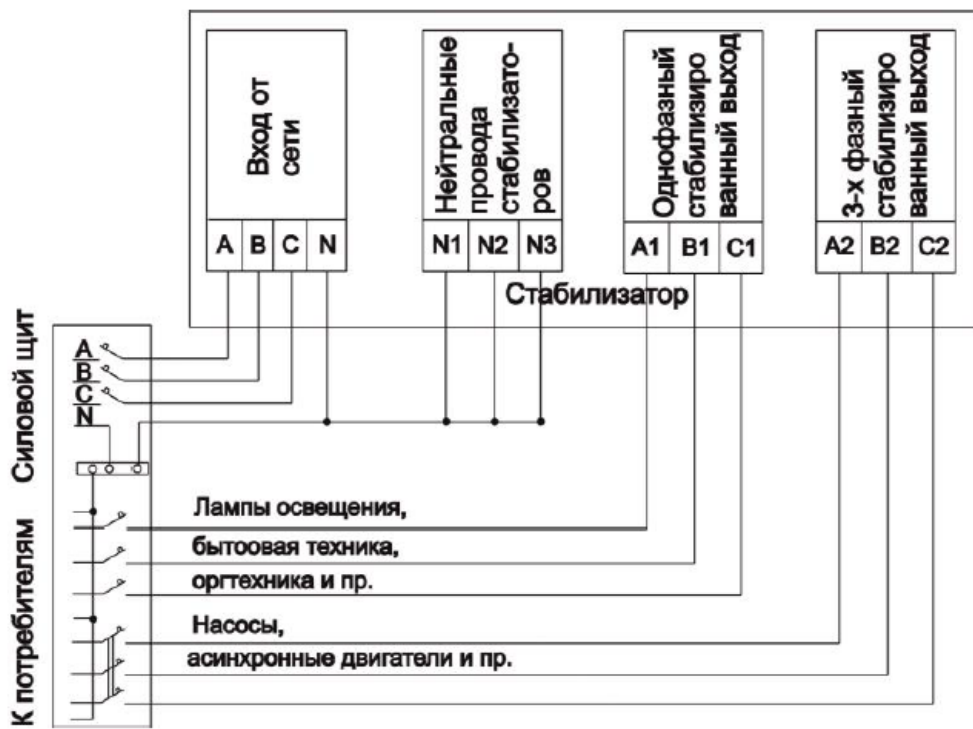 Вход от
сети
A B C N
Нейтральные
провода
стабилизато-
ров
N1 N2 N3
Однофазный
стабилизиро
ванный выход
A1 B1 C1
3-х фазный
стабилизиро
ванный выход
A2 B2 C2
Стабилизатор
Силовой щит
A
B
C
N
К потребителям
Лампы освещения,
бытоовая техника,
оргтехника и пр.
Насосы,
асинхронные двигатели и пр.